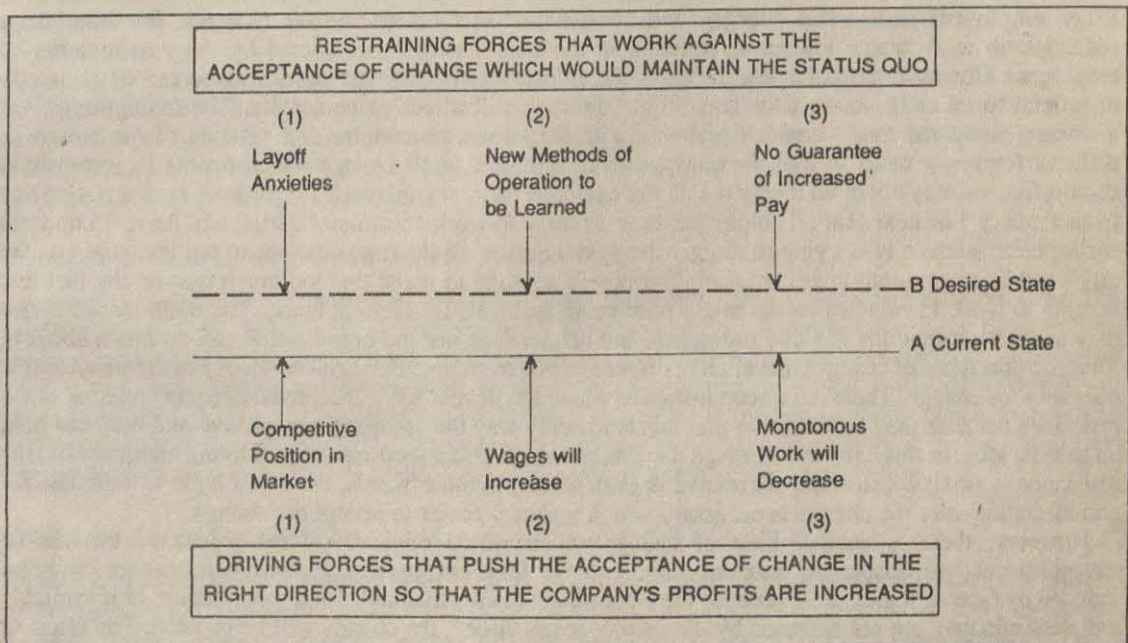 RESTRAINING FORCES THAT WORK AGAINST THE
ACCEPTANCE OF CHANGE WHICH WOULD MAINTAIN THE STATUS QUO
(1) (2) (3)
Layoff New Methods of No Guarantee
Anxieties Operation to of Increased
be Learned Pay
B Desired State
A Current State
Competitive Wages will Monotonous
Position in Increase Work will
Market Decrease
(1) (2) (3)
DRIVING FORCES THAT PUSH THE ACCEPTANCE OF CHANGE IN THE
RIGHT DIRECTION SO THAT THE COMPANY'S PROFITS ARE INCREASED